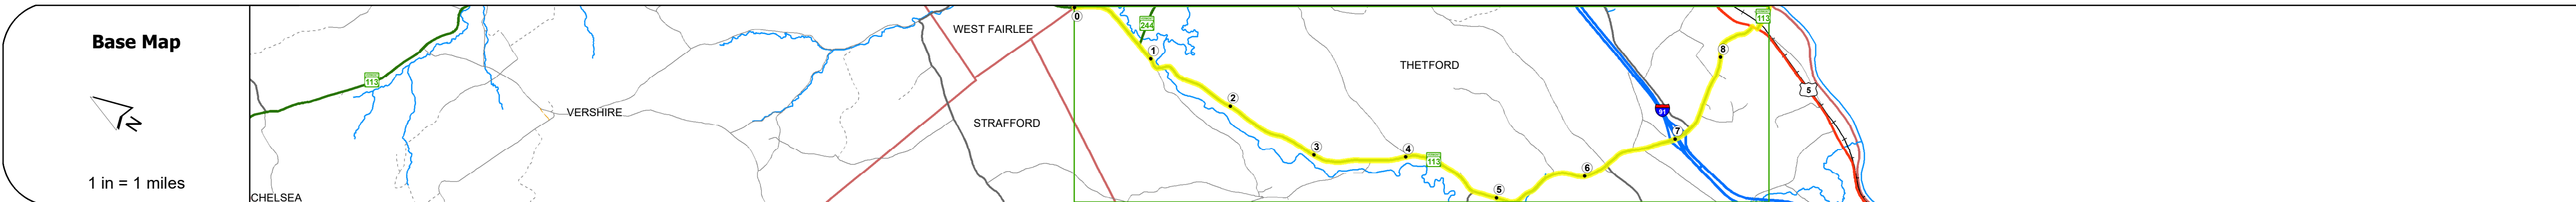 Base Map
N
1 in = 1 miles
113
CHELSEA
VERSHIRE
WEST FAIRLEE
STRAFFORD
0
244
1
2
3
4
113
5
THETFORD
6
91
7
8
113
5